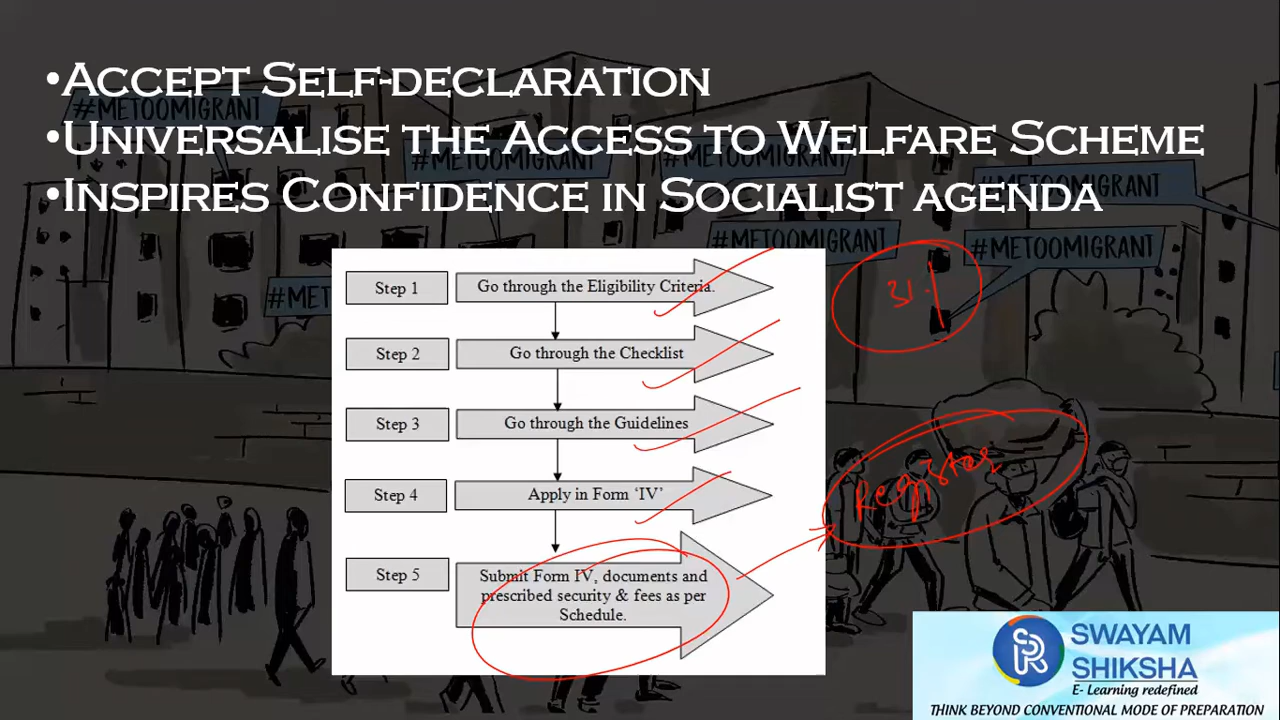 •ACCEPT SELF-DECLARATION
•UNIVERSALISE THE ACCESS TO WELFARE SCHEME
•INSPIRES CONFIDENCE IN SOCIALIST AGENDA
#METOOMIGRANT
#METOOMIGRANT
#METOOMIGRANT
#METOOMIGRANT
#METOOMIGRANT
#METOOMIGRANT
#METO
Step 1
Go through the Eligibility Criteria.
Step 2
Go through the Checklist
Step 3
Go through the Guidelines
Step 4
Apply in Form ‘IV’
Step 5
Submit Form IV, documents and
prescribed security & fees as per
Schedule.
SWAYAM
SHIKSHA
E- Learning redefined
THINK BEYOND CONVENTIONAL MODE OF PREPARATION